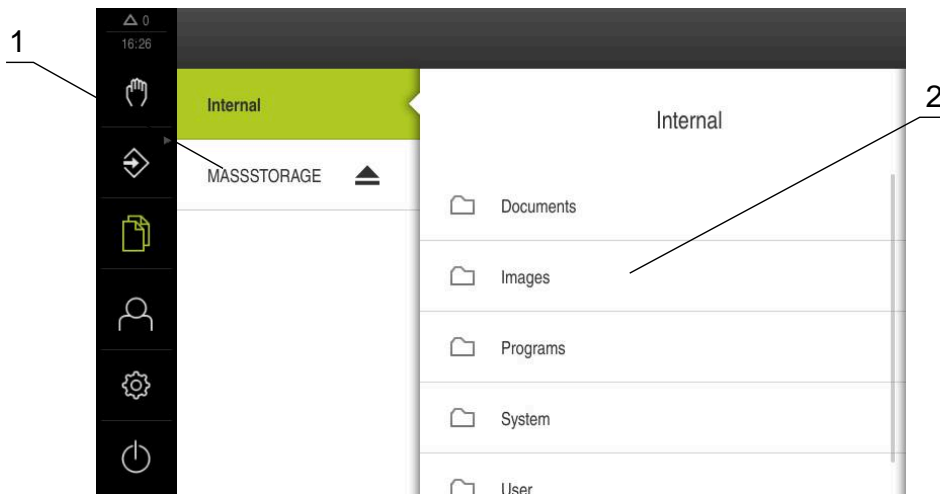 1
0
16:26
Internal
MASSSTORAGE
Internal
2
Documents
Images
Programs
System
User